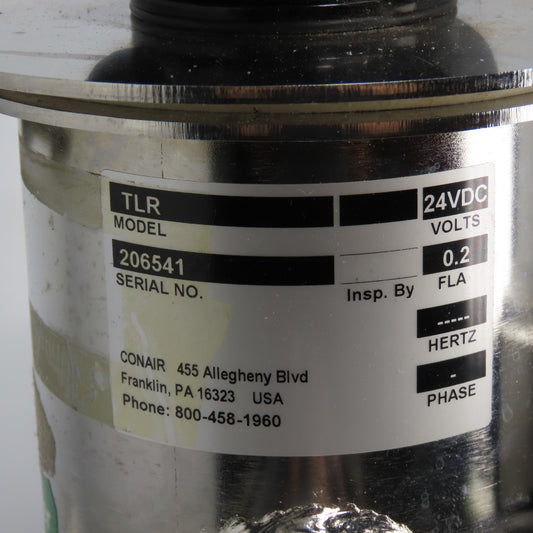 TLR 24VDC
MODEL VOLTS
206541 0.2
SERIAL NO. Insp. By FLA
-----
HERTZ
CONAIR 455 Allegheny Blvd -
Franklin, PA 16323 USA PHASE
Phone: 800-458-1960